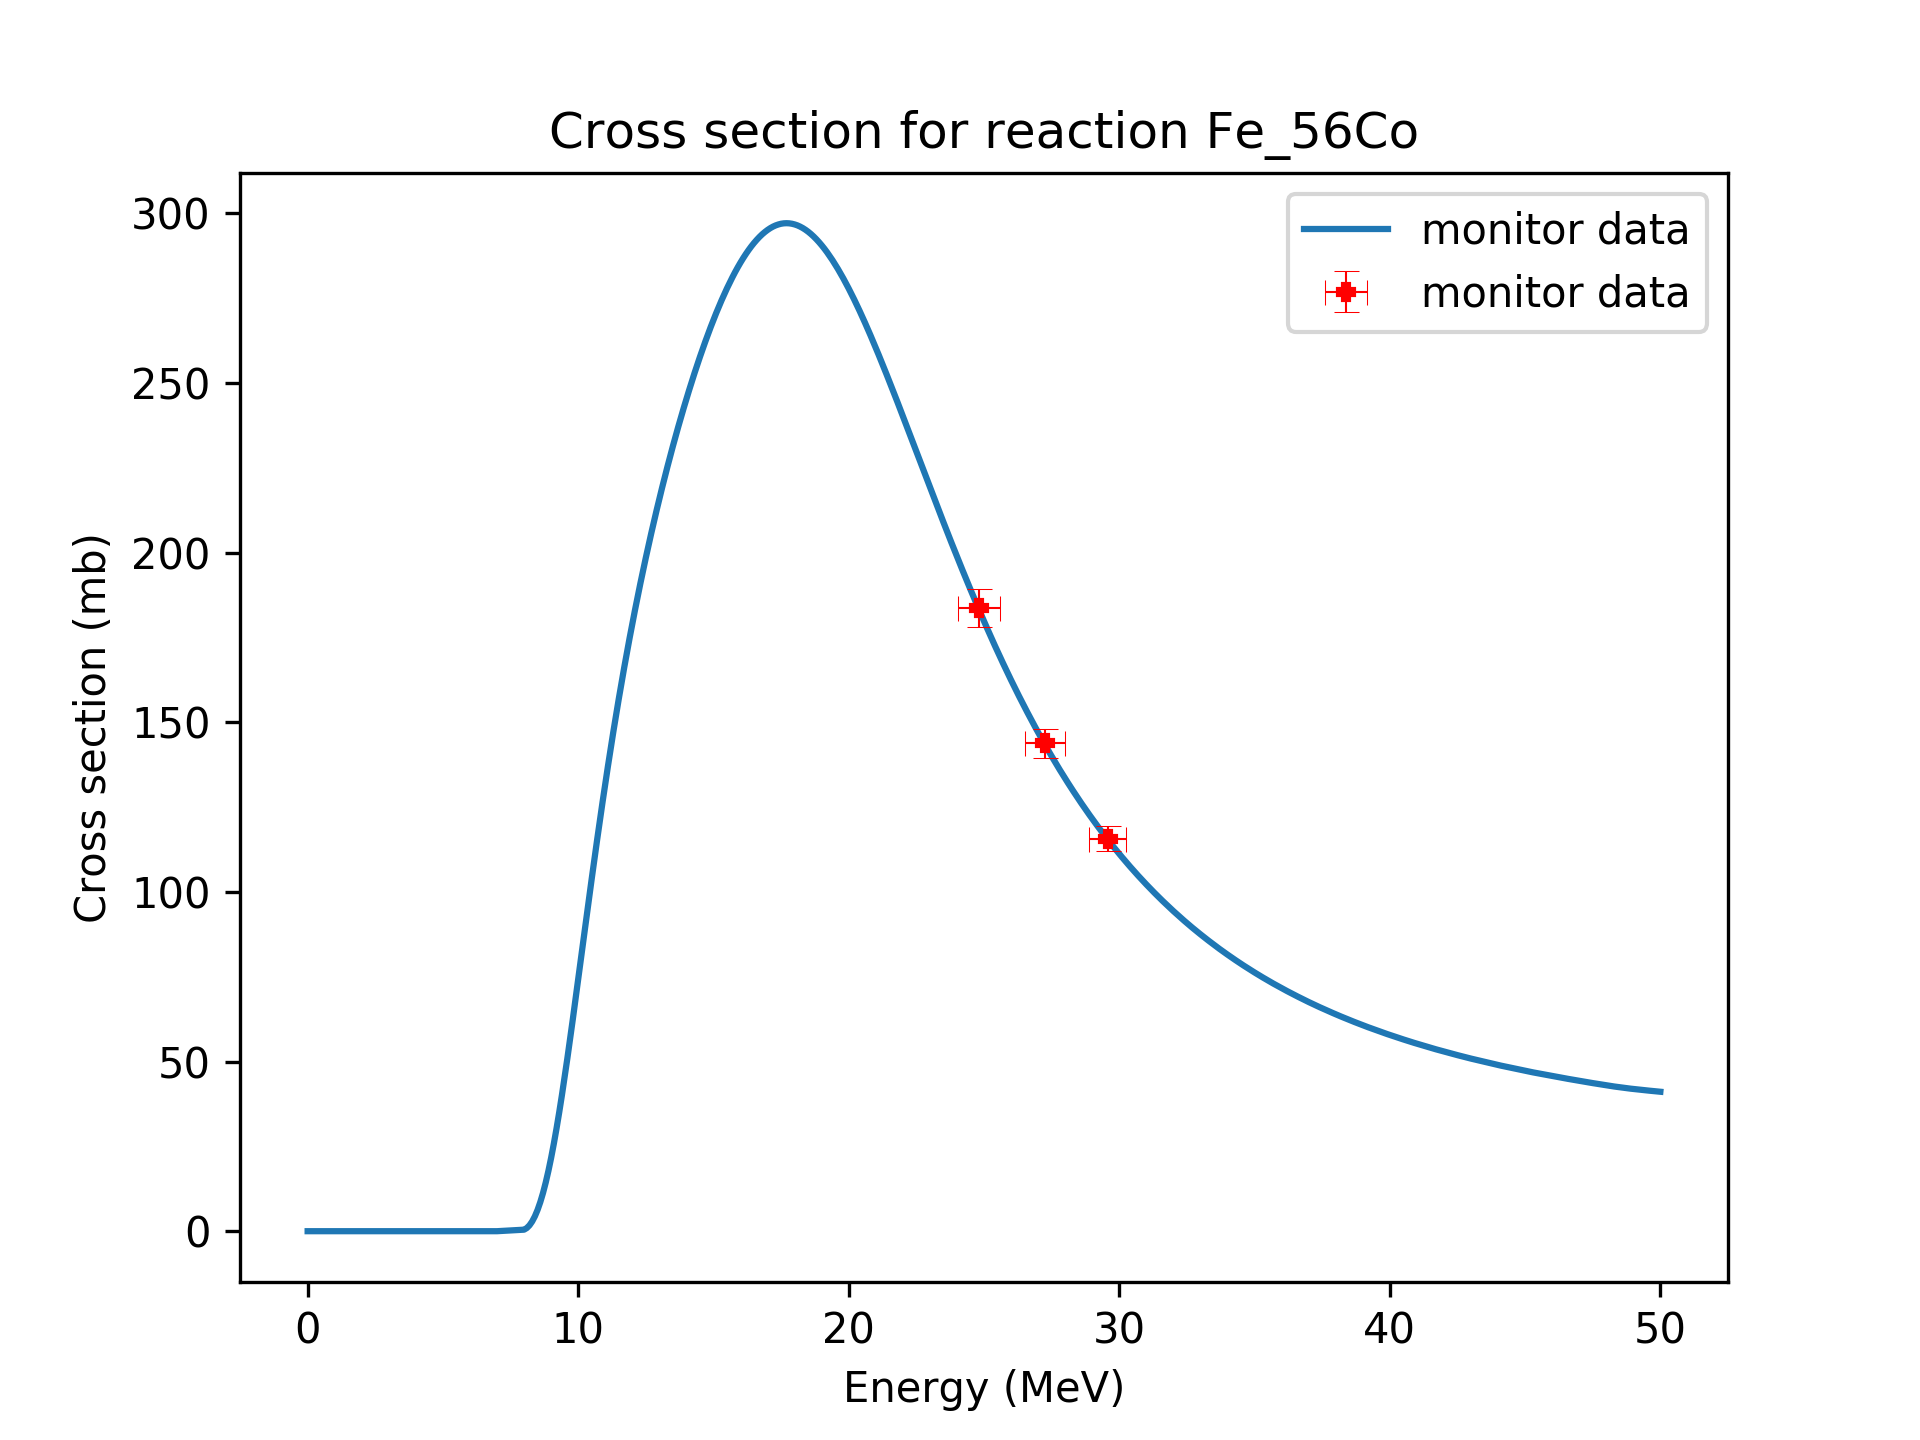 Cross section for reaction Fe_56Co
monitor data
monitor data
300
250
200
150
100
50
0
Cross section (mb)
0 10 20 30 40 50
Energy (MeV)